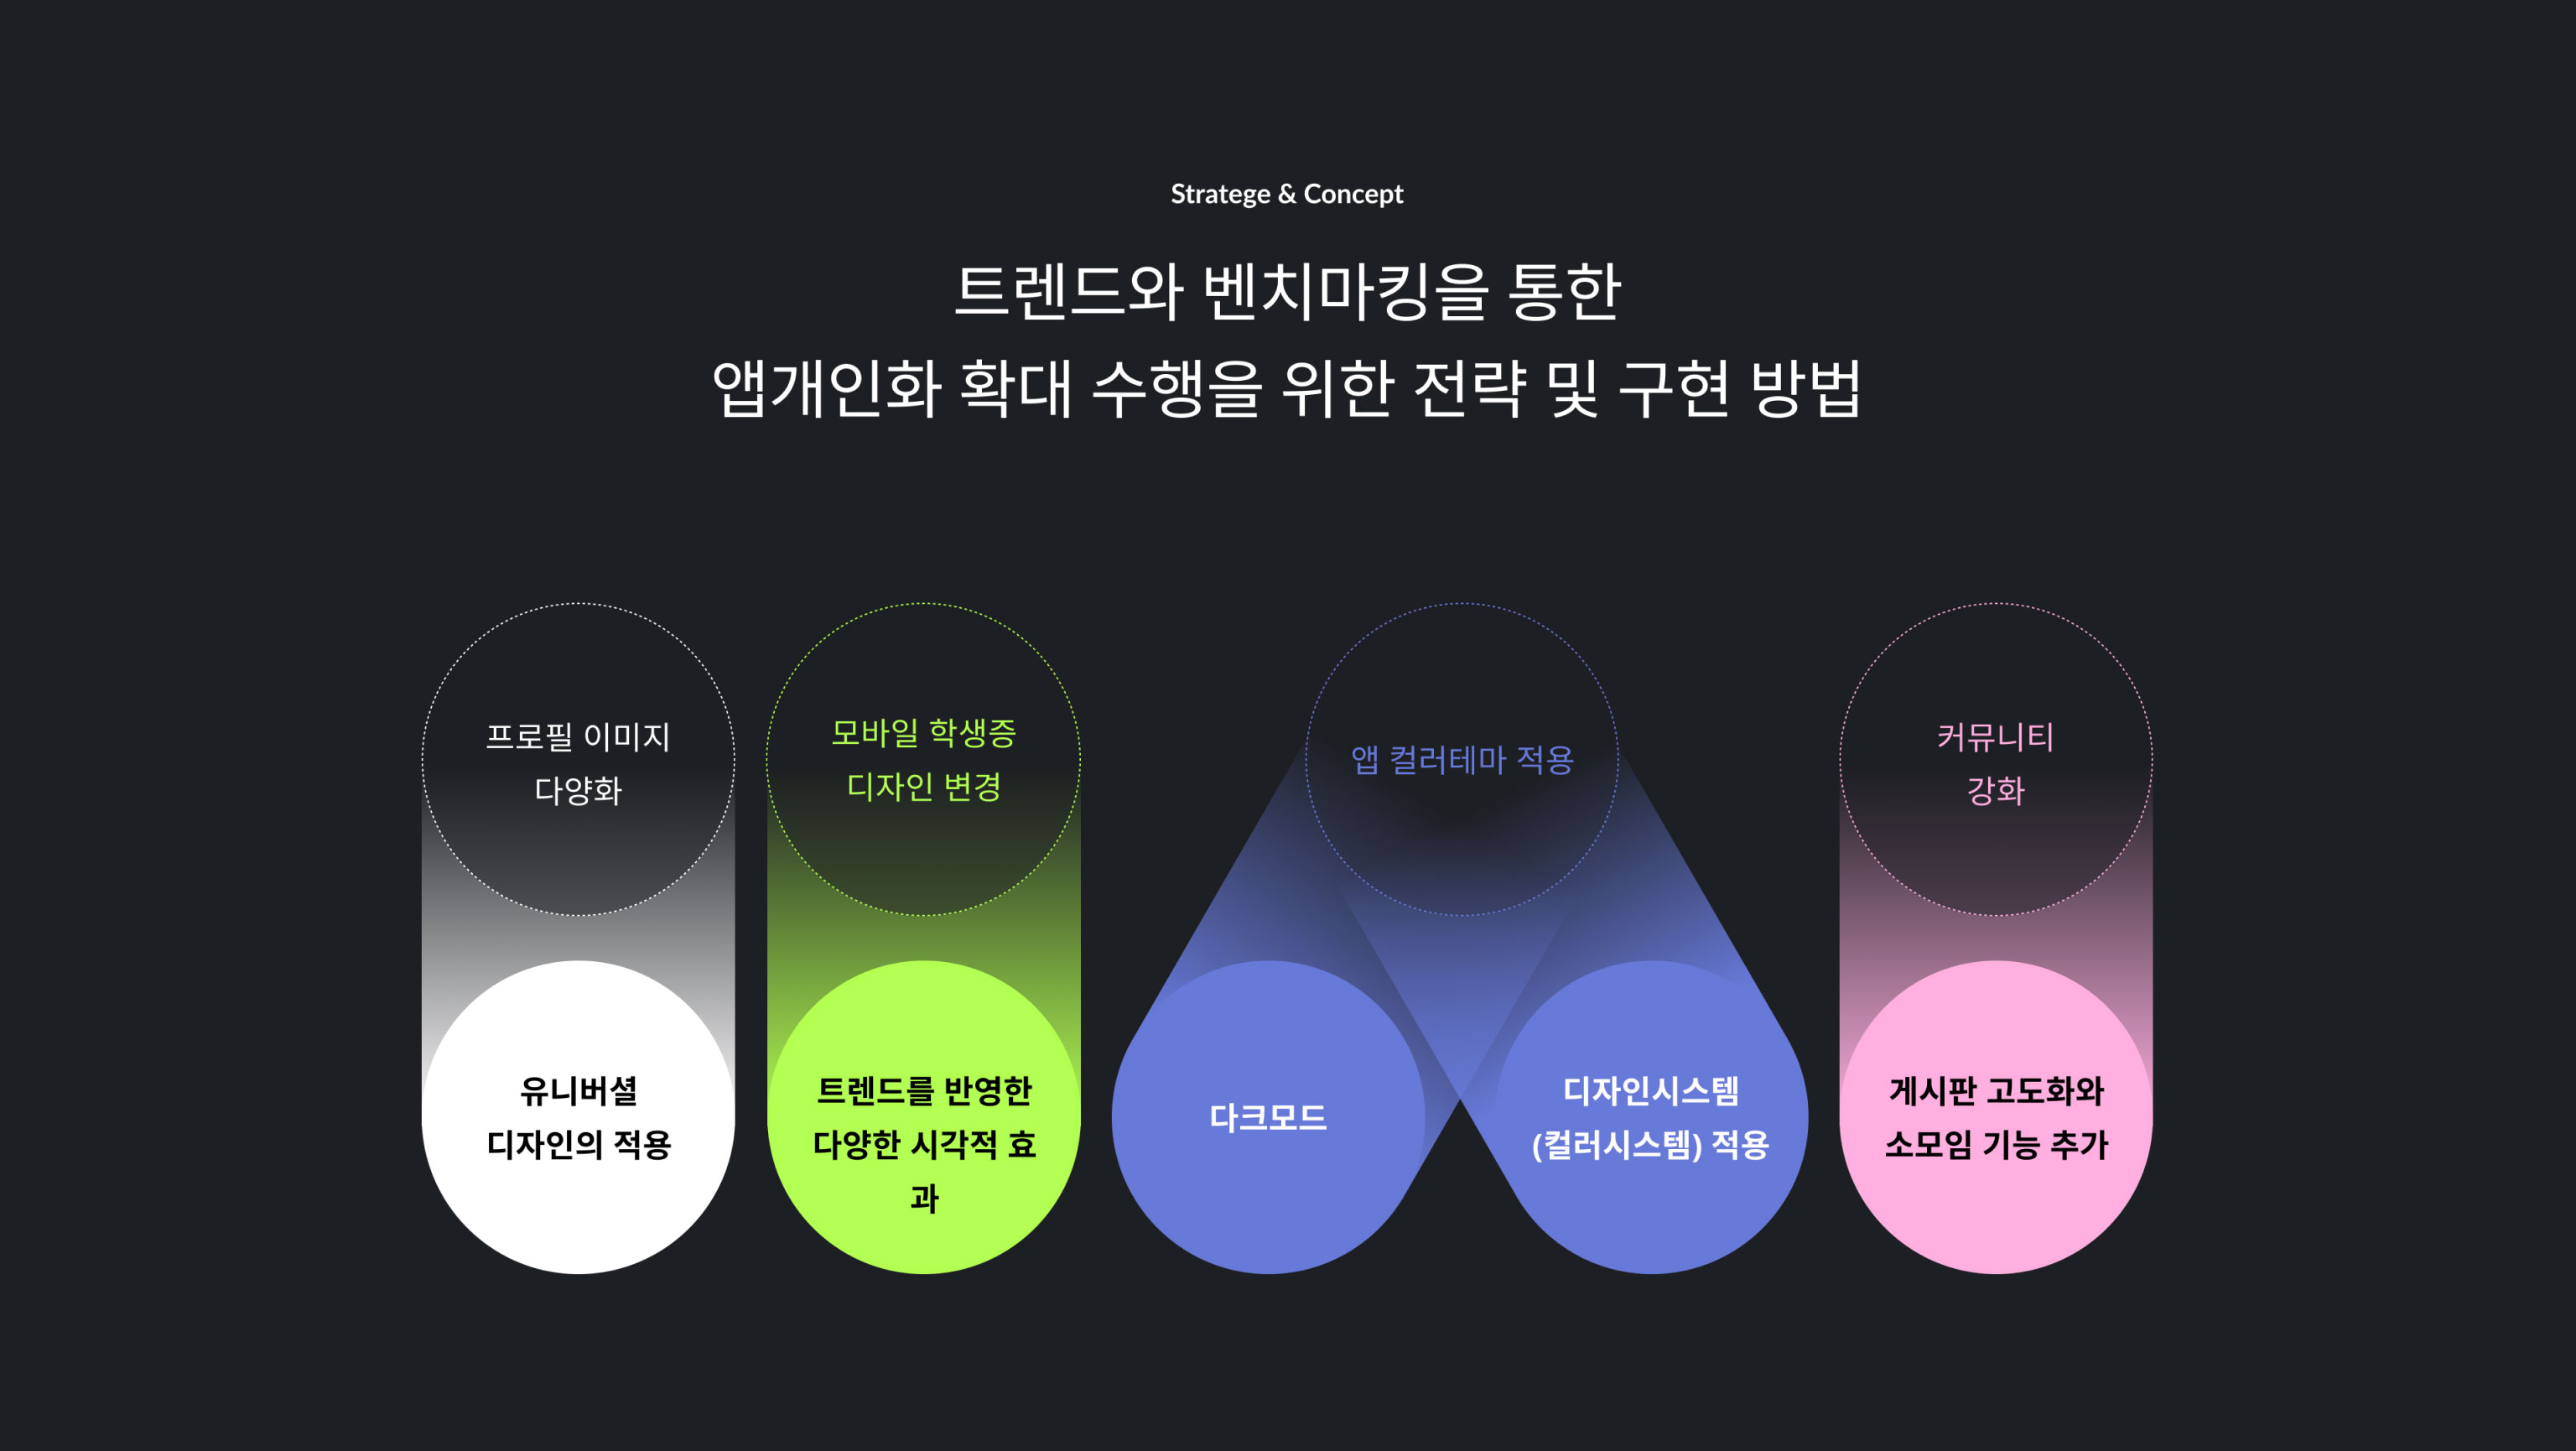 Stratege & Concept
트렌드와 벤치마킹을 통한
앱개인화 확대 수행을 위한 전략 및 구현 방법
프로필 이미지
다양화
모바일 학생증
디자인 변경
앱 컬러테마 적용
커뮤니티
강화
유니버셜
디자인의 적용
트렌드를 반영한
다양한 시각적 효
과
다크모드
디자인시스템
(컬러시스템) 적용
게시판 고도화와
소모임 기능 추가